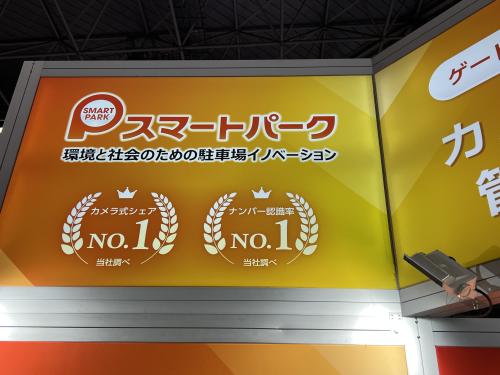 SMART
PARK
スマートパーク
環境と社会のための駐車場イノベーション
カメラ式シェア
NO.1
当社調べ
ナンバー認識率
NO.1
当社調べ
ゲート
カ